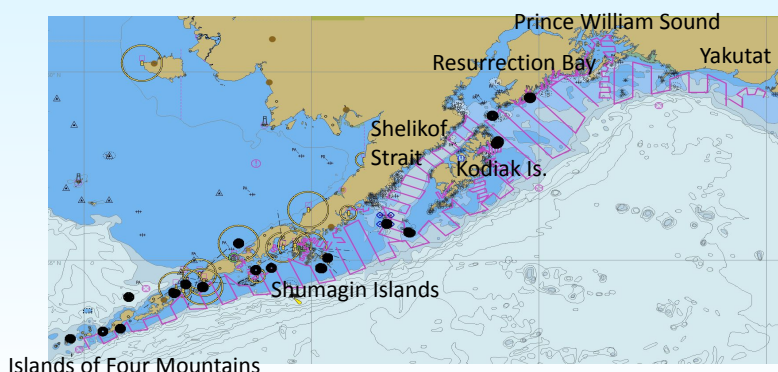 Prince William Sound
Resurrection Bay
Yakutat
Shelikof
Strait
Kodiak Is.
Shumagin Islands
Islands of Four Mountains